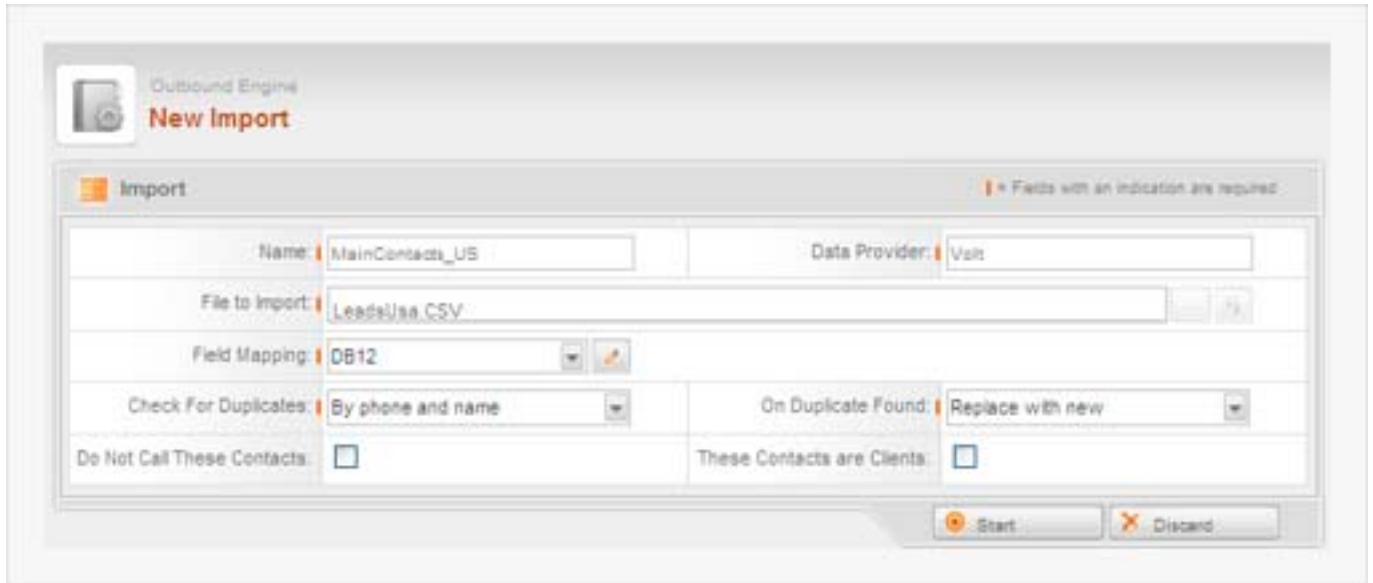 Outbound Engine
New Import
Import
= Fields with an indication are required
Name: MainContacts_US Data Provider: Volt
File to Import: LeadsUsa.CSV
Field Mapping: DB12
Check For Duplicates: By phone and name On Duplicate Found: Replace with new
Do Not Call These Contacts: These Contacts are Clients:
Start Discard